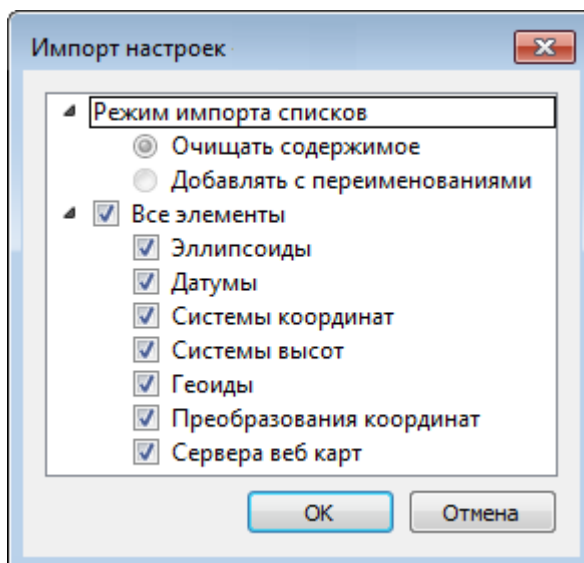 Импорт настроек
Режим импорта списков
Очищать содержимое
Добавлять с переименованиями
Все элементы
Эллипсоиды
Датумы
Системы координат
Системы высот
Геоиды
Преобразования координат
Сервера веб карт
OK
Отмена